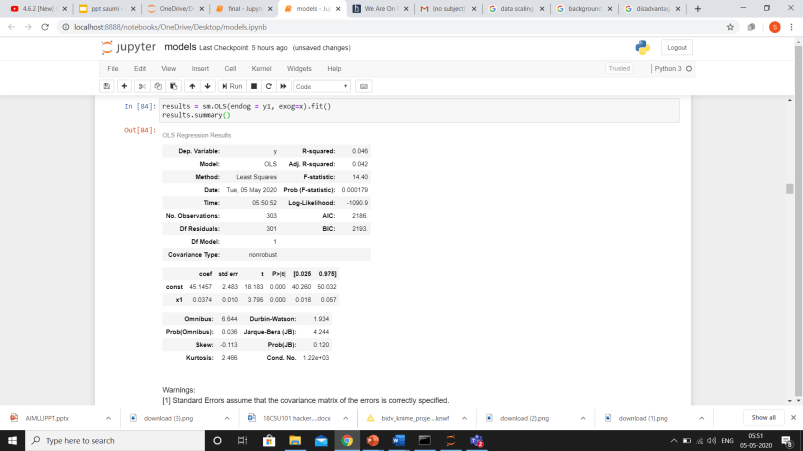 4.6.2 [New]
ppt saumi -
OneDrive/D
final - Jupyt
models - Jup
We Are On
(no subject)
data scaling
background
disadvantag
localhost:8888/notebooks/OneDrive/Desktop/models.ipynb
S
jupyter models Last Checkpoint: 5 hours ago (unsaved changes)
Logout
File Edit View Insert Cell Kernel Widgets Help
Trusted Python 3
Run Code
In [84]: results = sm.OLS(endog = y1, exog=x).fit()
results.summary()
Out[84]: OLS Regression Results
Dep. Variable: y R-squared: 0.046
Model: OLS Adj. R-squared: 0.042
Method: Least Squares F-statistic: 14.40
Date: Tue, 05 May 2020 Prob (F-statistic): 0.000179
Time: 05:50:52 Log-Likelihood: -1090.9
No. Observations: 303 AIC: 2186.
Df Residuals: 301 BIC: 2193.
Df Model: 1
Covariance Type: nonrobust
coef std err t P>|t| [0.025 0.975]
const 45.1457 2.483 18.183 0.000 40.260 50.032
x1 0.0374 0.010 3.795 0.000 0.018 0.057
Omnibus: 6.644 Durbin-Watson: 1.934
Prob(Omnibus): 0.036 Jarque-Bera (JB): 4.244
Skew: -0.113 Prob(JB): 0.120
Kurtosis: 2.466 Cond. No. 1.22e+03
Warnings:
[1] Standard Errors assume that the covariance matrix of the errors is correctly specified.
AIMLLIPPT.pptx
download (3).png
18CSU101 hacker....docx
bidv_knime_proje....knwf
download (2).png
download (1).png
Show all
Type here to search
ENG
05:51
05-05-2020